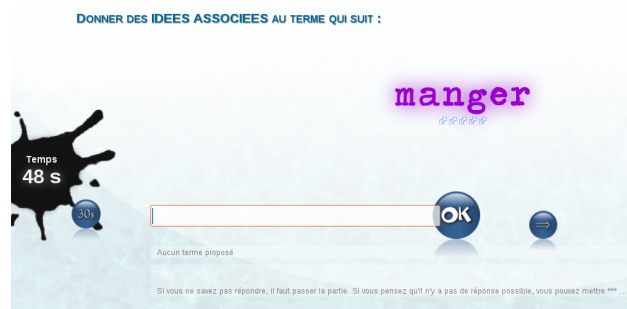 Donner des IDEES ASSOCIEES au terme qui suit :
manger
Temps
48 s
30s
OK
Aucun terme proposé
Si vous ne savez pas répondre, il faut passer la partie. Si vous pensez qu'il n'y a pas de réponse possible, vous pouvez mettre ***